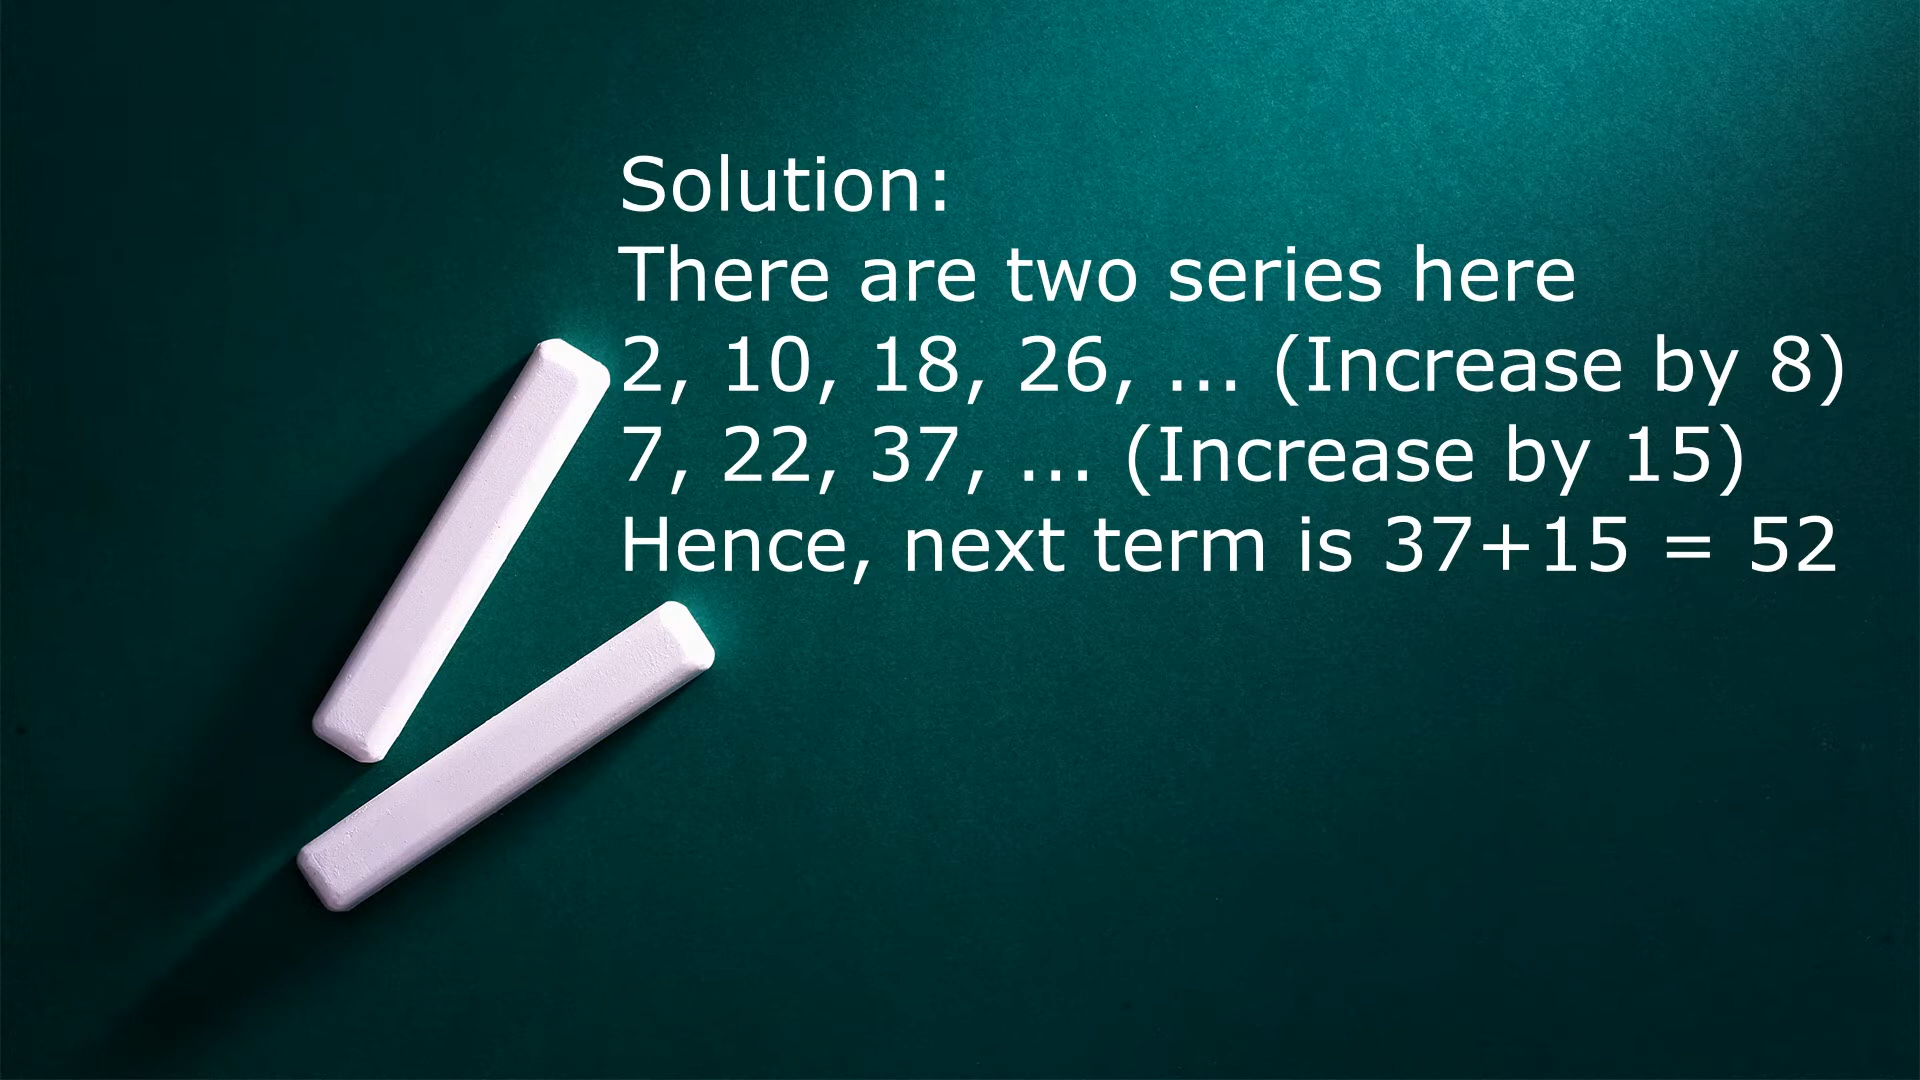 Solution:
There are two series here
2, 10, 18, 26, ... (Increase by 8)
7, 22, 37, ... (Increase by 15)
Hence, next term is 37+15 = 52